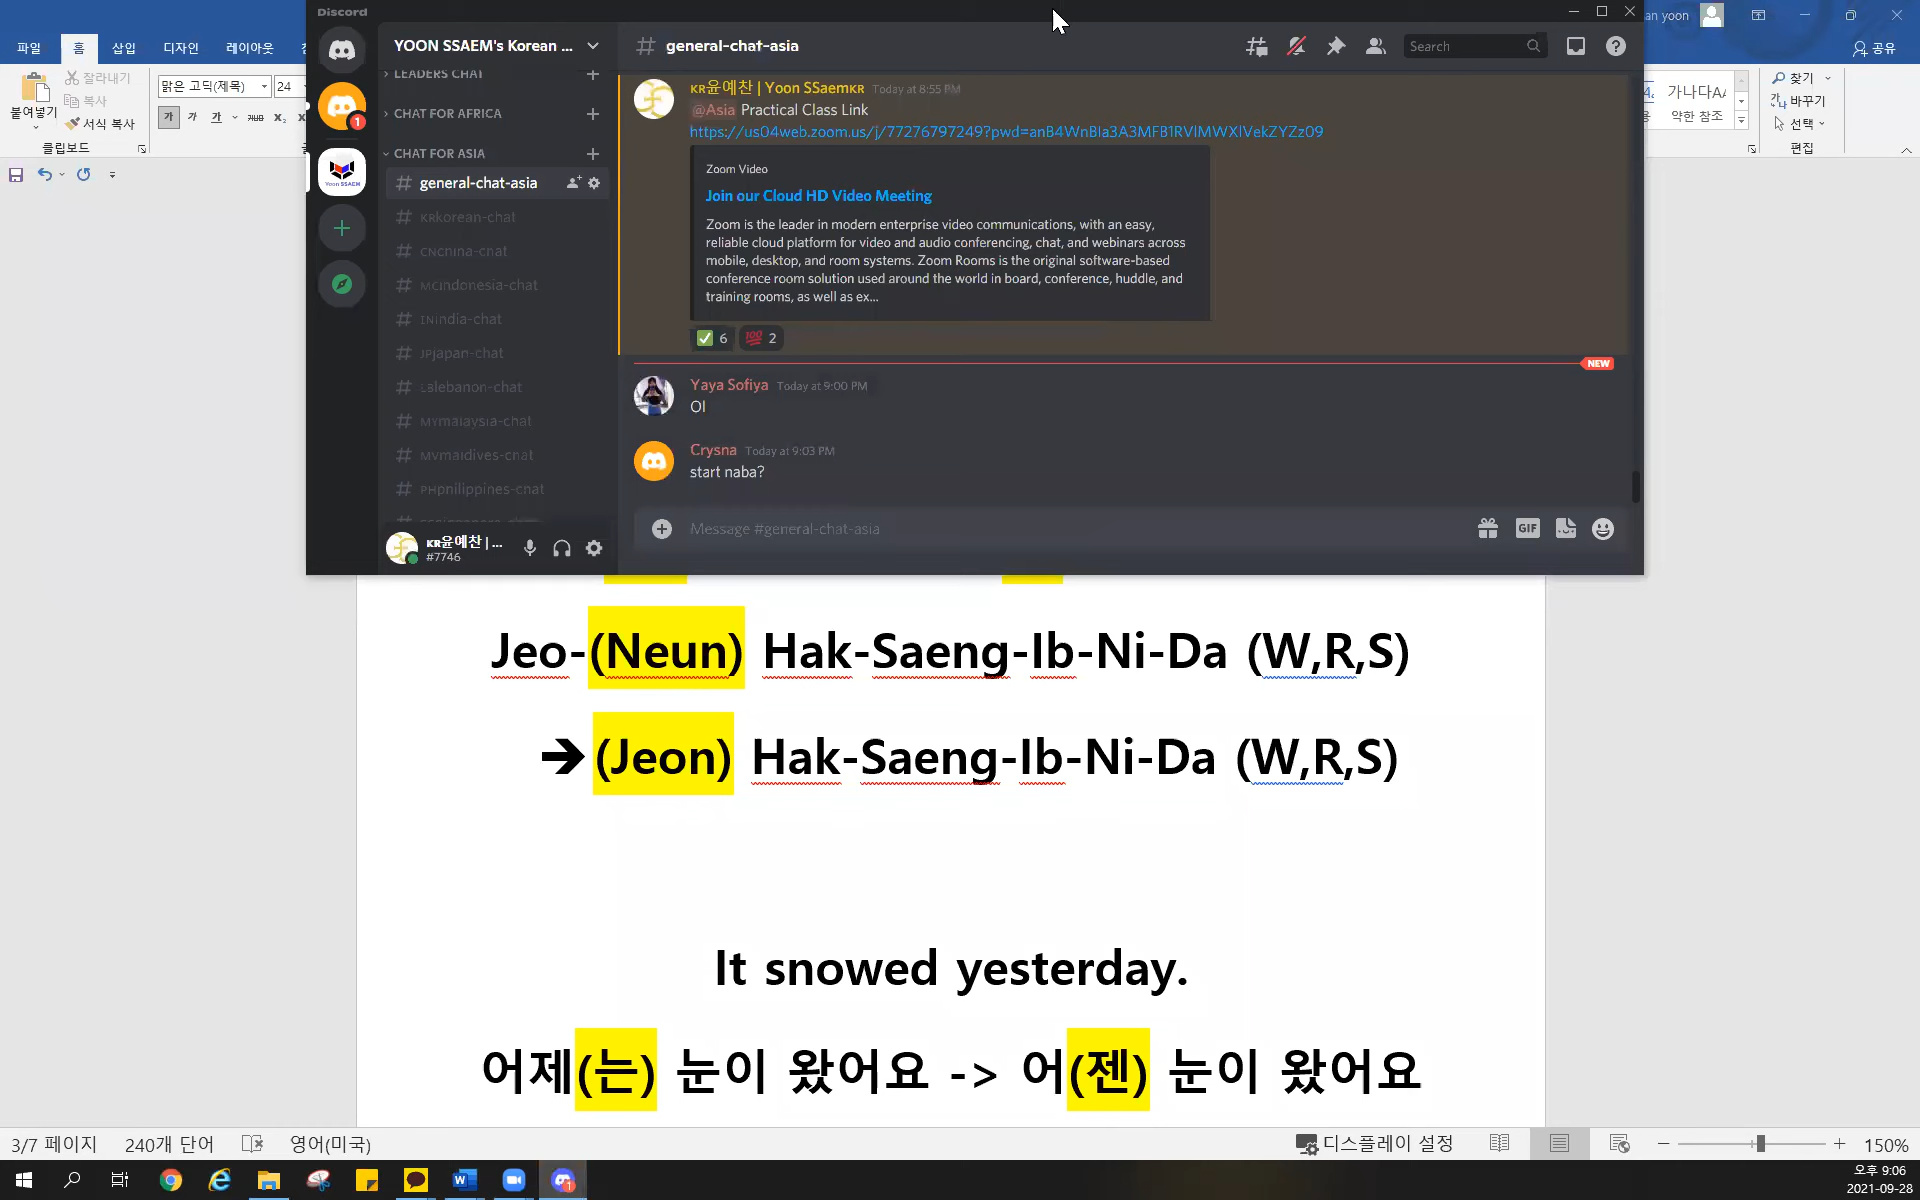 Discord
파일
홈
삽입
디자인
레이아웃
an yoon
공유
붙여넣기
잘라내기
복사
서식 복사
클립보드
맑은 고딕(제목)
24
가 가 가
찾기
바꾸기
선택
편집
가나다AA
약한 참조
YOON SSAEM's Korean ...
LEADERS CHAT
CHAT FOR AFRICA
CHAT FOR ASIA
general-chat-asia
KRkorean-chat
CNchina-chat
MCindonesia-chat
INindia-chat
JPjapan-chat
LBlebanon-chat
MYmalaysia-chat
MVmaldives-chat
PHphilippines-chat
KR윤예찬 | ...
#7746
Yoon SSAEM
1
# general-chat-asia
Search
KR윤예찬 | Yoon SSaemKR Today at 8:55 PM
@Asia Practical Class Link
https://us04web.zoom.us/j/77276797249?pwd=anB4WnBIa3A3MFB1RVlMWXlVekZYZz09
Zoom Video
Join our Cloud HD Video Meeting
Zoom is the leader in modern enterprise video communications, with an easy,
reliable cloud platform for video and audio conferencing, chat, and webinars across
mobile, desktop, and room systems. Zoom Rooms is the original software-based
conference room solution used around the world in board, conference, huddle, and
training rooms, as well as ex...
6 100 2
NEW
Yaya Sofiya Today at 9:00 PM
Ol
Crysna Today at 9:03 PM
start naba?
Message #general-chat-asia
GIF
Jeo-(Neun) Hak-Saeng-Ib-Ni-Da (W,R,S)
➔ (Jeon) Hak-Saeng-Ib-Ni-Da (W,R,S)
It snowed yesterday.
어제(는) 눈이 왔어요 -> 어(젠) 눈이 왔어요
3/7 페이지 240개 단어 영어(미국)
디스플레이 설정
150%
오후 9:06
2021-09-28